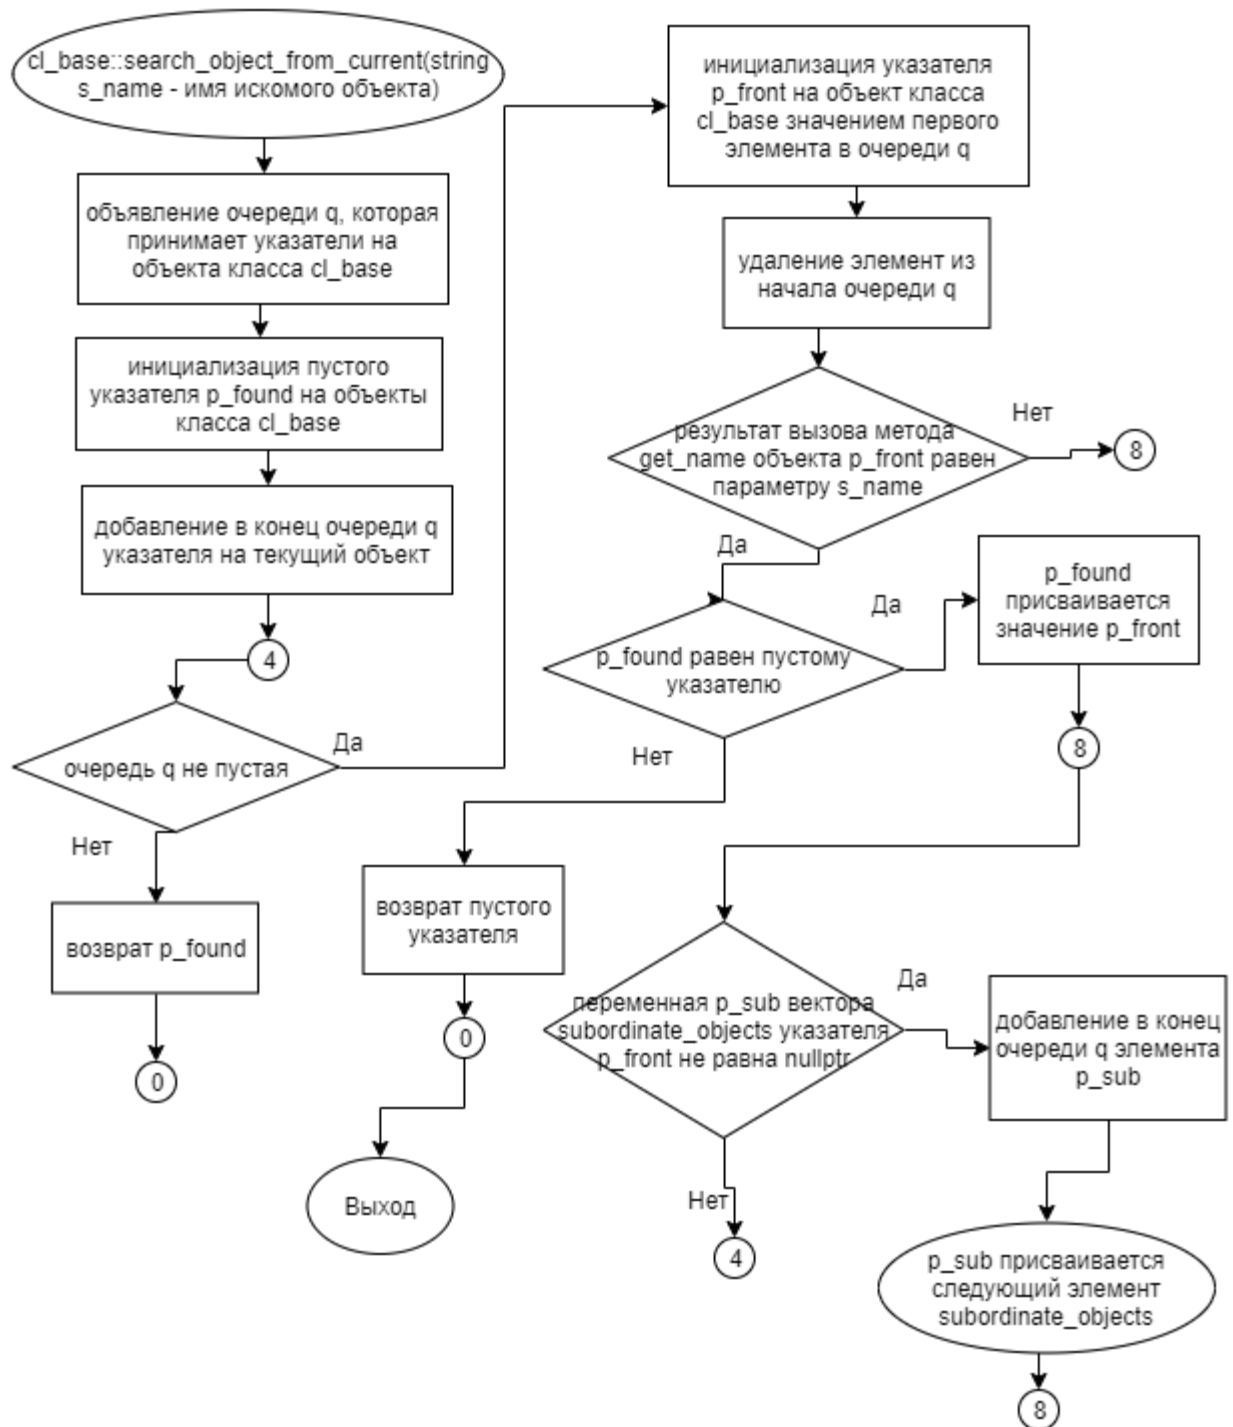 cl_base::search_object_from_current(string
s_name - имя искомого объекта)
объявление очереди q, которая
принимает указатели на
объекта класса cl_base
инициализация пустого
указателя p_found на объекты
класса cl_base
добавление в конец очереди q
указателя на текущий объект
4
очередь q не пустая
Да
Нет
возврат p_found
0
инициализация указателя
p_front на объект класса
cl_base значением первого
элемента в очереди q
удаление элемент из
начала очереди q
результат вызова метода
get_name объекта p_front равен
параметру s_name
Нет
8
Да
p_found равен пустому
указателю
Да
p_found
присваивается
значение p_front
8
Нет
возврат пустого
указателя
0
Выход
переменная p_sub вектора
subordinate_objects указателя
p_front не равна nullptr
Да
добавление в конец
очереди q элемента
p_sub
Нет
4
p_sub присваивается
следующий элемент
subordinate_objects
8